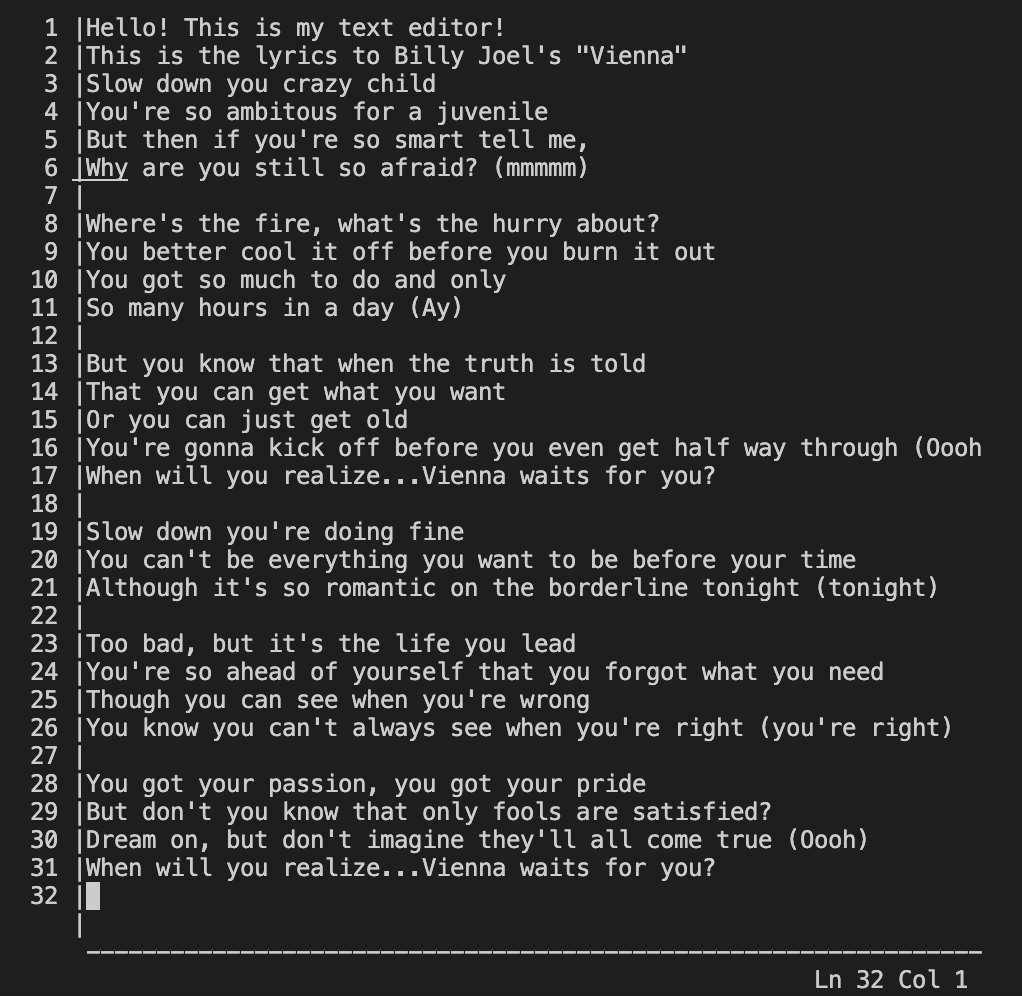 1 |Hello! This is my text editor!
2 |This is the lyrics to Billy Joel's "Vienna"
3 |Slow down you crazy child
4 |You're so ambitous for a juvenile
5 |But then if you're so smart tell me,
6 |Why are you still so afraid? (mmmmm)
7 |
8 |Where's the fire, what's the hurry about?
9 |You better cool it off before you burn it out
10 |You got so much to do and only
11 |So many hours in a day (Ay)
12 |
13 |But you know that when the truth is told
14 |That you can get what you want
15 |Or you can just get old
16 |You're gonna kick off before you even get half way through (Oooh
17 |When will you realize...Vienna waits for you?
18 |
19 |Slow down you're doing fine
20 |You can't be everything you want to be before your time
21 |Although it's so romantic on the borderline tonight (tonight)
22 |
23 |Too bad, but it's the life you lead
24 |You're so ahead of yourself that you forgot what you need
25 |Though you can see when you're wrong
26 |You know you can't always see when you're right (you're right)
27 |
28 |You got your passion, you got your pride
29 |But don't you know that only fools are satisfied?
30 |Dream on, but don't imagine they'll all come true (Oooh)
31 |When will you realize...Vienna waits for you?
32 |
|
Ln 32 Col 1